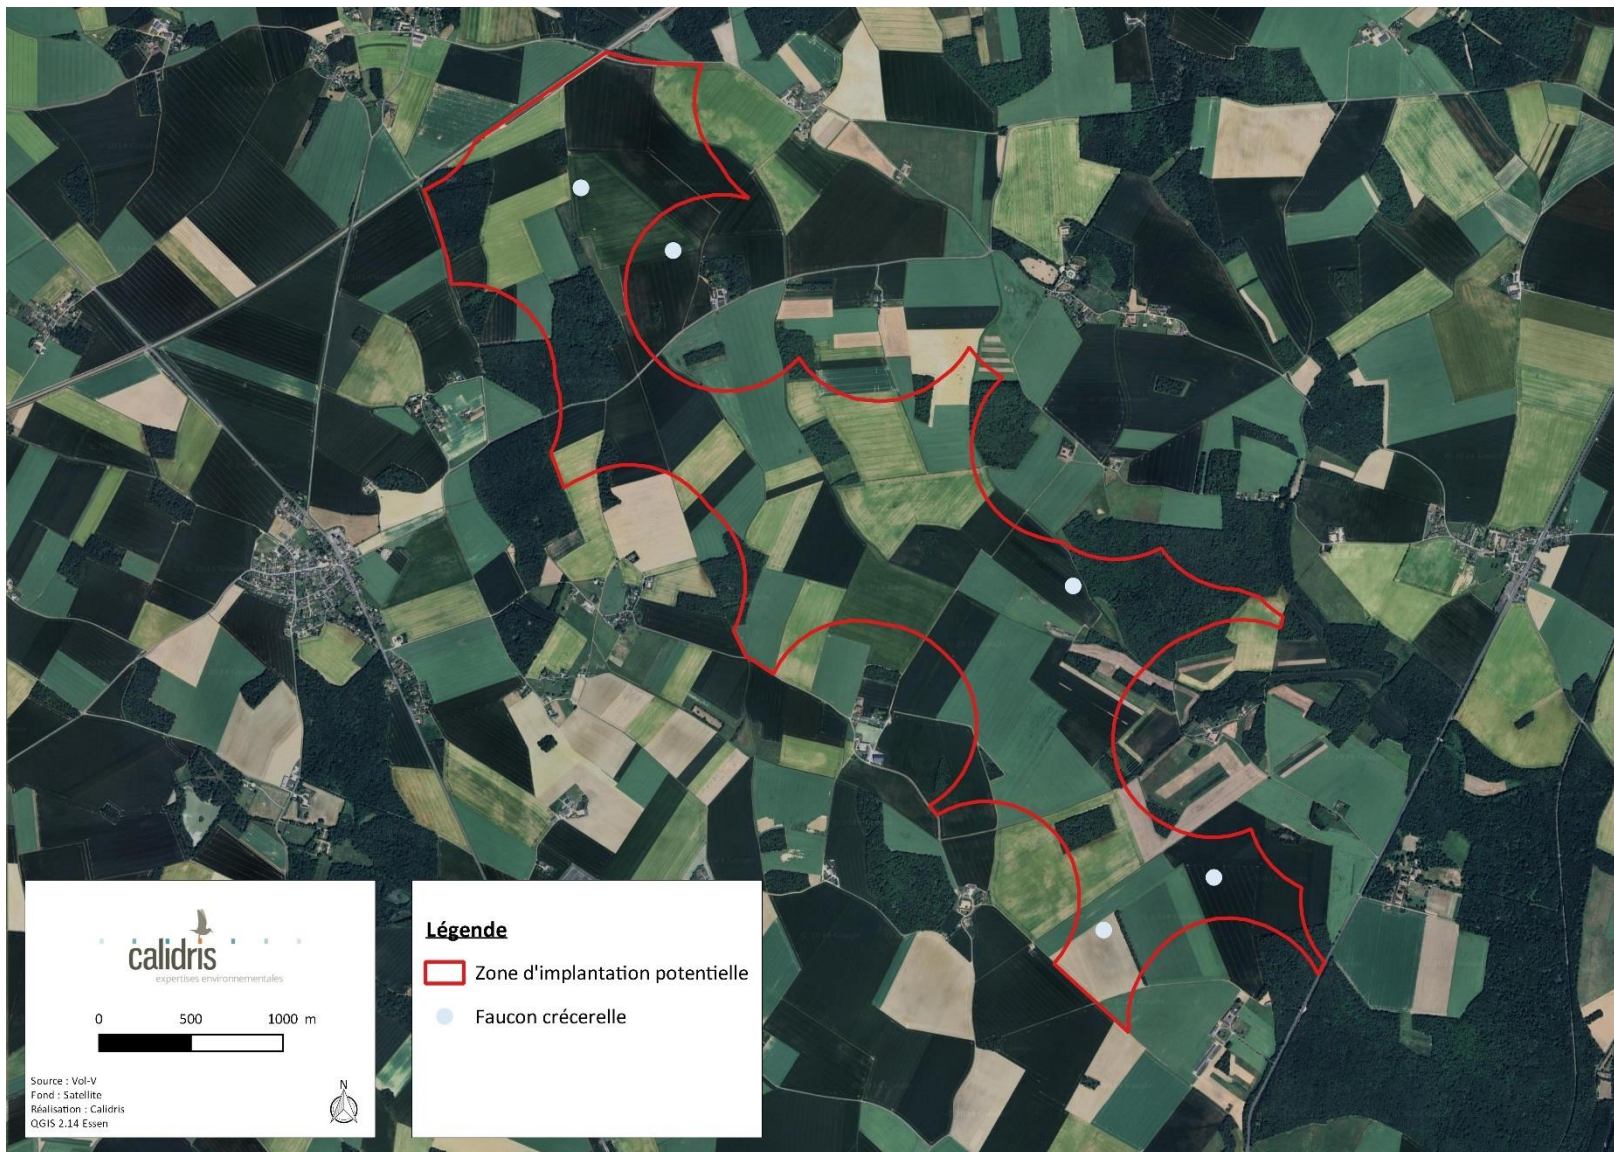 calidris
expertises environnementales
0 500 1000 m
Source : Vol-V
Fond : Satellite
Réalisation : Calidris
QGIS 2.14 Essen
N
Légende
Zone d'implantation potentielle
Faucon crécerelle